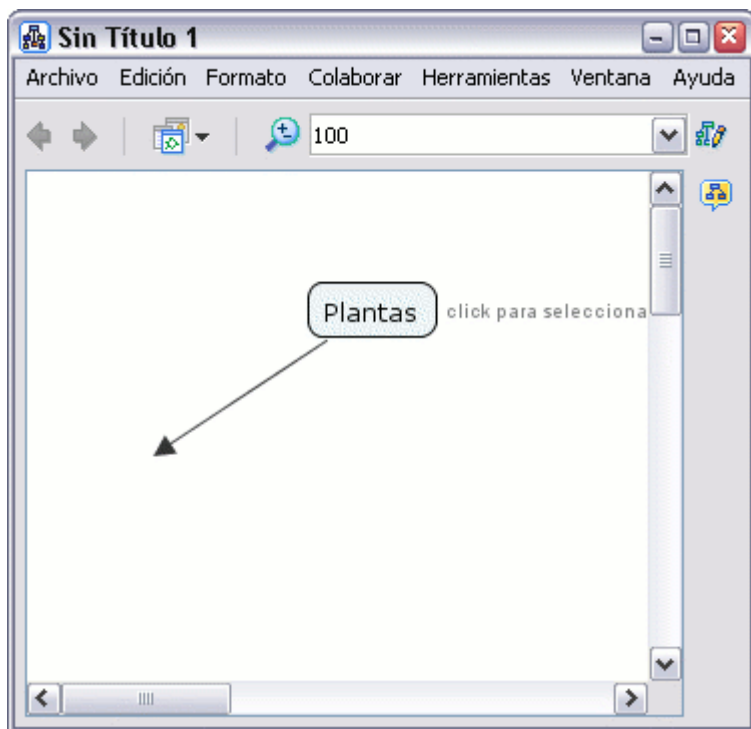 Sin Título 1
Archivo Edición Formato Colaborar Herramientas Ventana Ayuda
100
Plantas click para selecciona